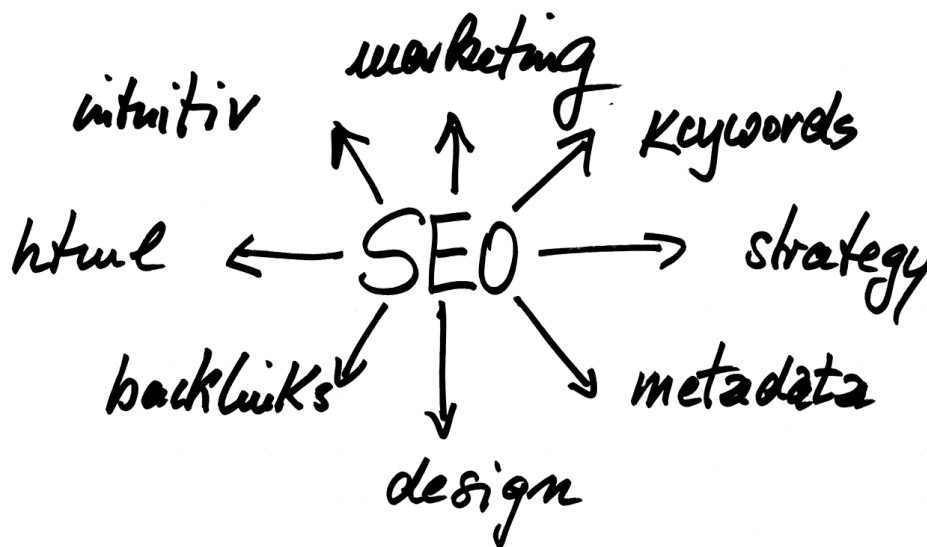 marketing
intuitiv
keywords
html
SEO
strategy
backlinks
metadata
design